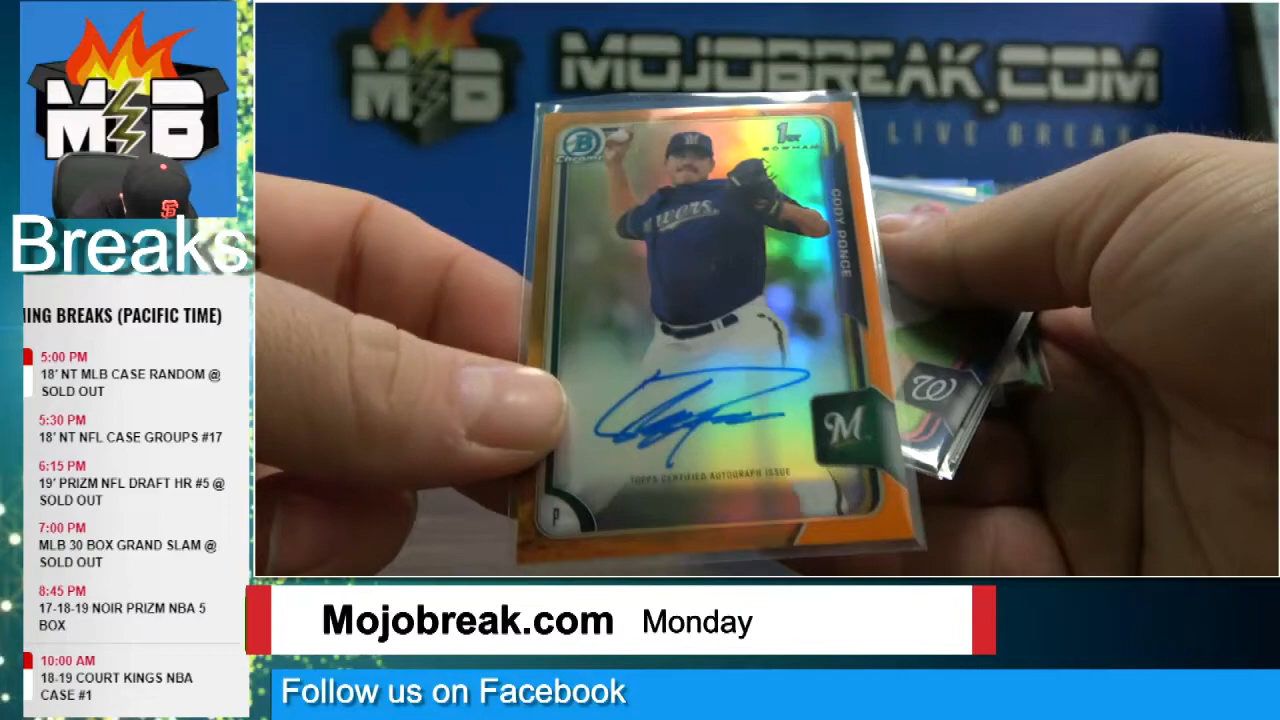 M B
Breaks
ING BREAKS (PACIFIC TIME)
5:00 PM
18' NT MLB CASE RANDOM @
SOLD OUT
5:30 PM
18' NT NFL CASE GROUPS #17
6:15 PM
19' PRIZM NFL DRAFT HR #5 @
SOLD OUT
7:00 PM
MLB 30 BOX GRAND SLAM @
SOLD OUT
8:45 PM
17-18-19 NOIR PRIZM NBA 5
BOX
10:00 AM
18-19 COURT KINGS NBA
CASE #1
M B MOJOBREAK.COM
LIVE BREAK
B
Chrome
1st
BOWMAN
M
CODY PONCE
M
W
TOPPS CERTIFIED AUTOGRAPH ISSUE
P
Mojobreak.com Monday
Follow us on Facebook